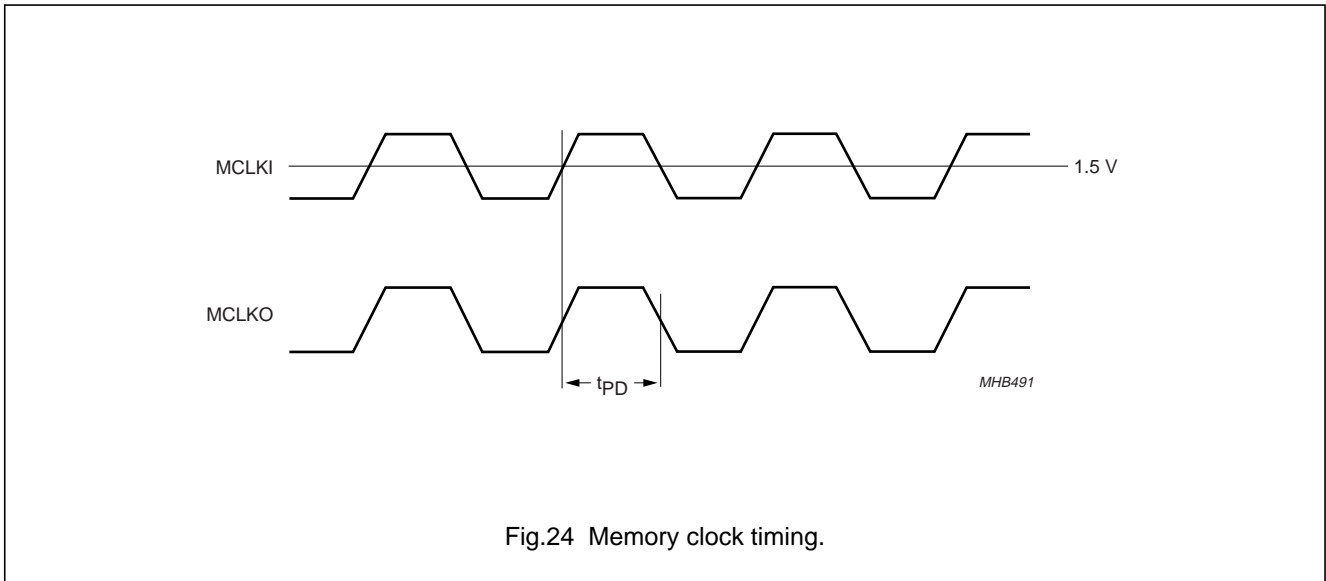 MCLKI
1.5 V
MCLKO
tPD
MHB491
Fig.24 Memory clock timing.